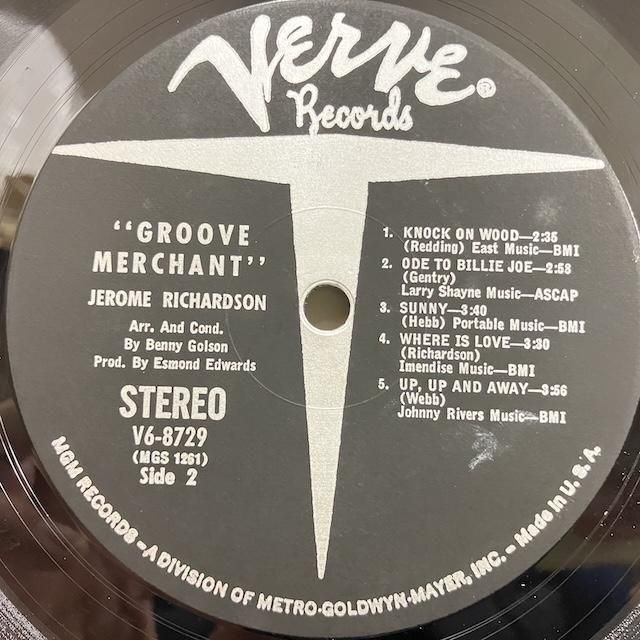 Verve®
Records
"GROOVE
MERCHANT"
JEROME RICHARDSON
Arr. And Cond.
By Benny Golson
Prod. By Esmond Edwards
STEREO
V6-8729
(MGS 1261)
Side 2
1. KNOCK ON WOOD—2:35
(Redding) East Music—BMI
2. ODE TO BILLIE JOE—2:58
(Gentry)
Larry Shayne Music—ASCAP
3. SUNNY—3:40
(Hebb) Portable Music—BMI
4. WHERE IS LOVE—3:30
(Richardson)
Imendise Music—BMI
5. UP, UP AND AWAY—3:56
(Webb)
Johnny Rivers Music—BMI
MGM RECORDS – A DIVISION OF METRO-GOLDWYN-MAYER, INC. – Made In U.S.A.